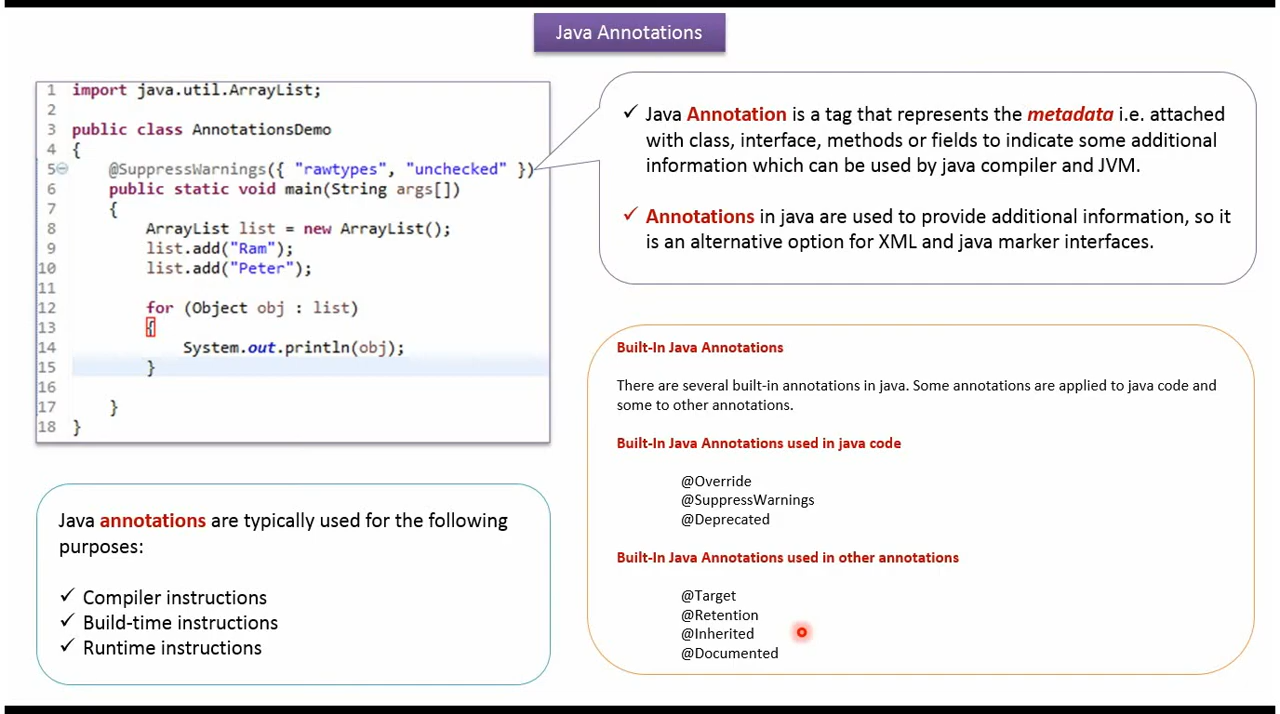 Java Annotations
1 import java.util.ArrayList;
2
3 public class AnnotationsDemo
4 {
5 @SuppressWarnings({ "rawtypes", "unchecked" })
6 public static void main(String args[])
7 {
8 ArrayList list = new ArrayList();
9 list.add("Ram");
10 list.add("Peter");
11
12 for (Object obj : list)
13 {
14 System.out.println(obj);
15 }
16
17 }
18 }
✓ Java Annotation is a tag that represents the metadata i.e. attached
with class, interface, methods or fields to indicate some additional
information which can be used by java compiler and JVM.
✓ Annotations in java are used to provide additional information, so it
is an alternative option for XML and java marker interfaces.
Java annotations are typically used for the following
purposes:
✓ Compiler instructions
✓ Build-time instructions
✓ Runtime instructions
Built-In Java Annotations
There are several built-in annotations in java. Some annotations are applied to java code and
some to other annotations.
Built-In Java Annotations used in java code
@Override
@SuppressWarnings
@Deprecated
Built-In Java Annotations used in other annotations
@Target
@Retention
@Inherited
@Documented